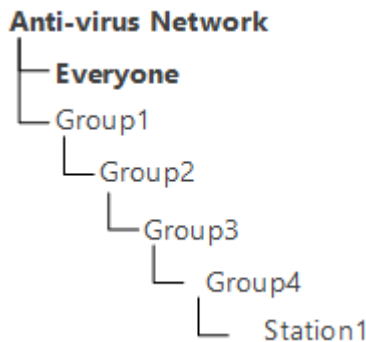 Anti-virus Network
Everyone
Group1
Group2
Group3
Group4
Station1